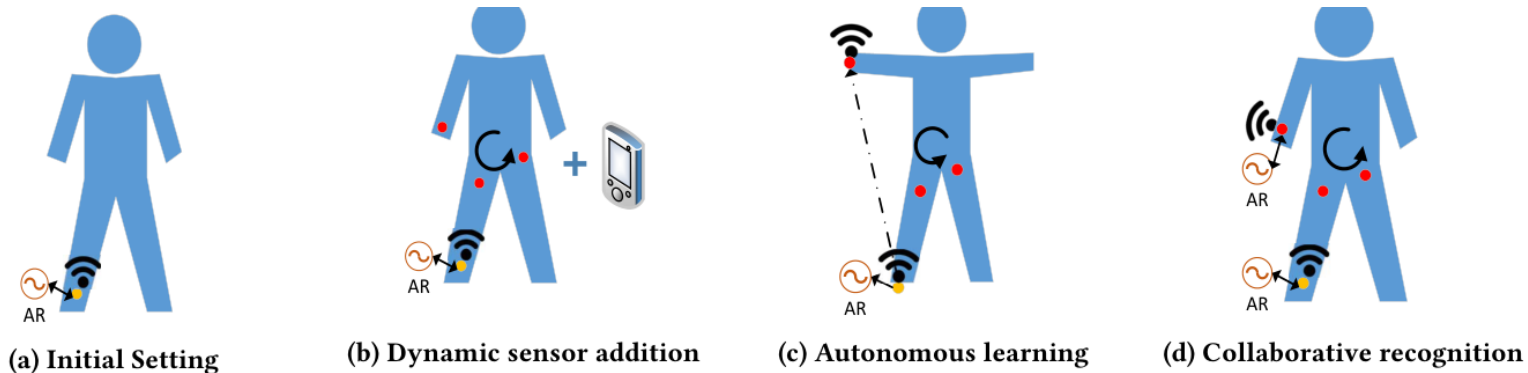 AR
(a) Initial Setting
AR
(b) Dynamic sensor addition
AR
(c) Autonomous learning
AR
AR
(d) Collaborative recognition